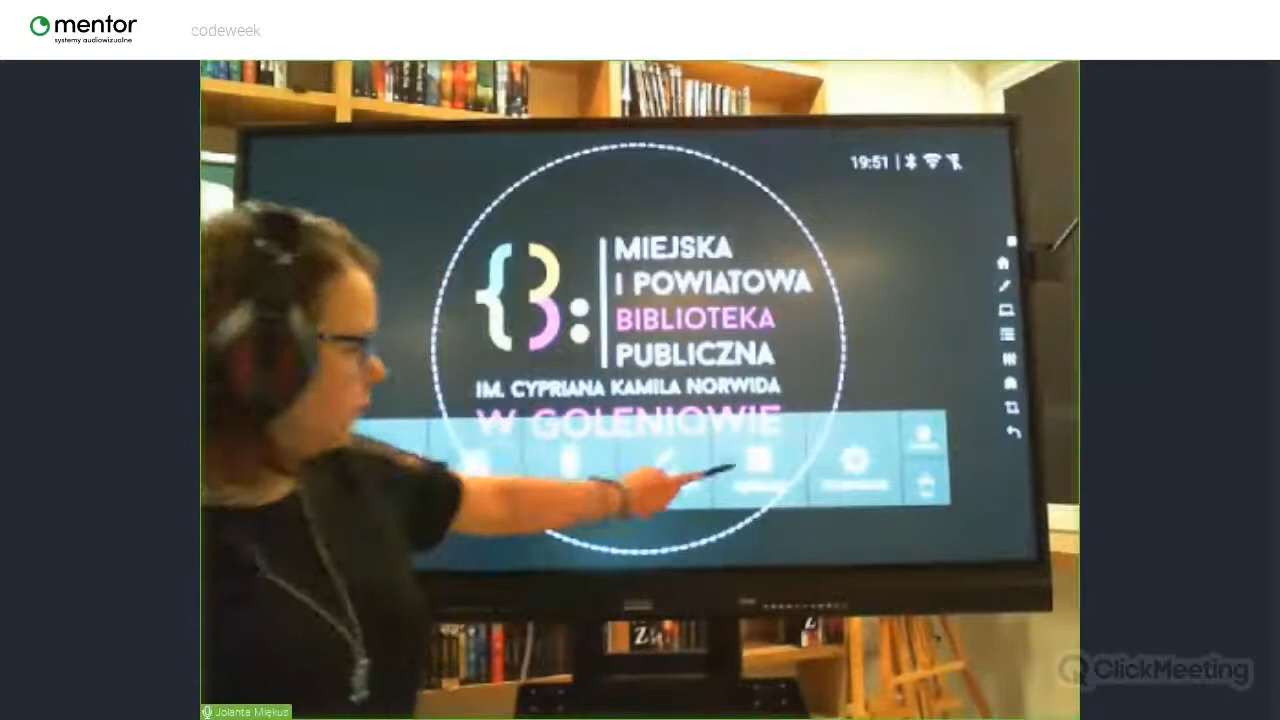 mentor
systemy audiowizualne
codeweek
19:51
{B:
MIEJSKA
I POWIATOWA
BIBLIOTEKA
PUBLICZNA
IM. CYPRIANA KAMILA NORWIDA
W GOLENIOWIE
ClickMeeting
Jolanta Miękus